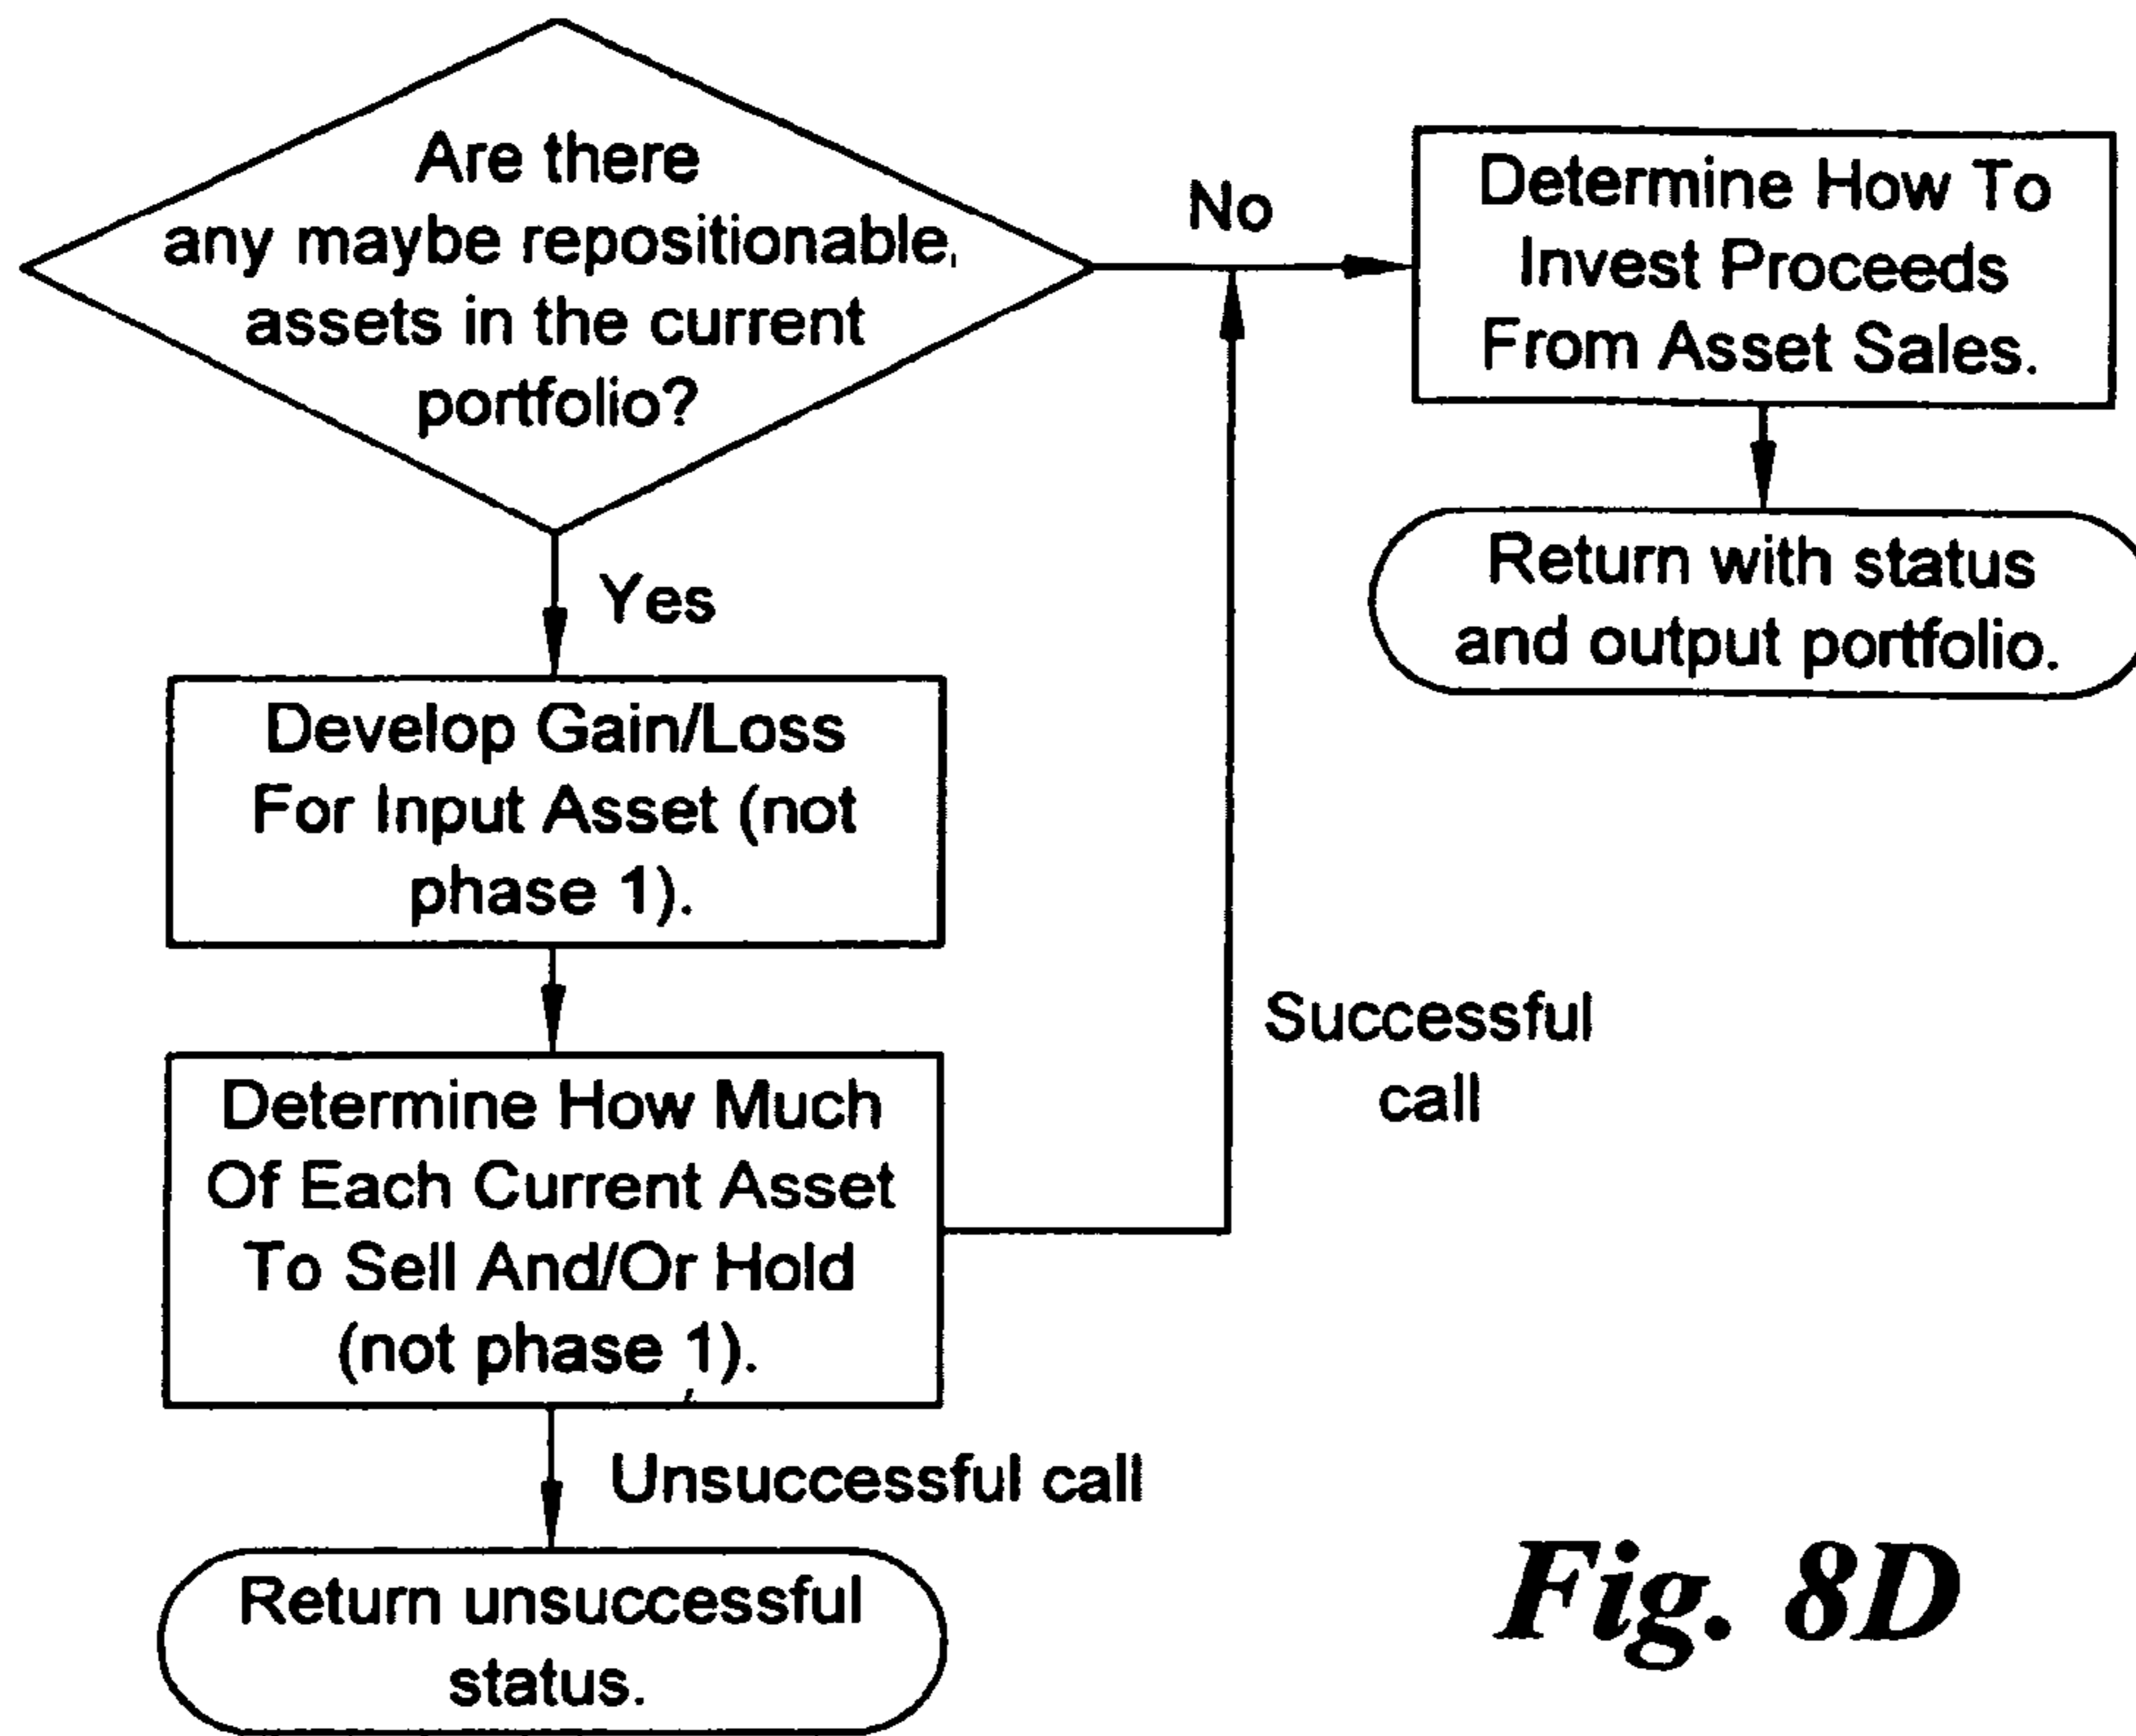 Are there
any maybe repositionable,
assets in the current
portfolio?
No
Determine How To
Invest Proceeds
From Asset Sales.
Return with status
and output portfolio.
Yes
Develop Gain/Loss
For Input Asset (not
phase 1).
Determine How Much
Of Each Current Asset
To Sell And/Or Hold
(not phase 1).
Successful
call
Unsuccessful call
Return unsuccessful
status.
Fig. 8D